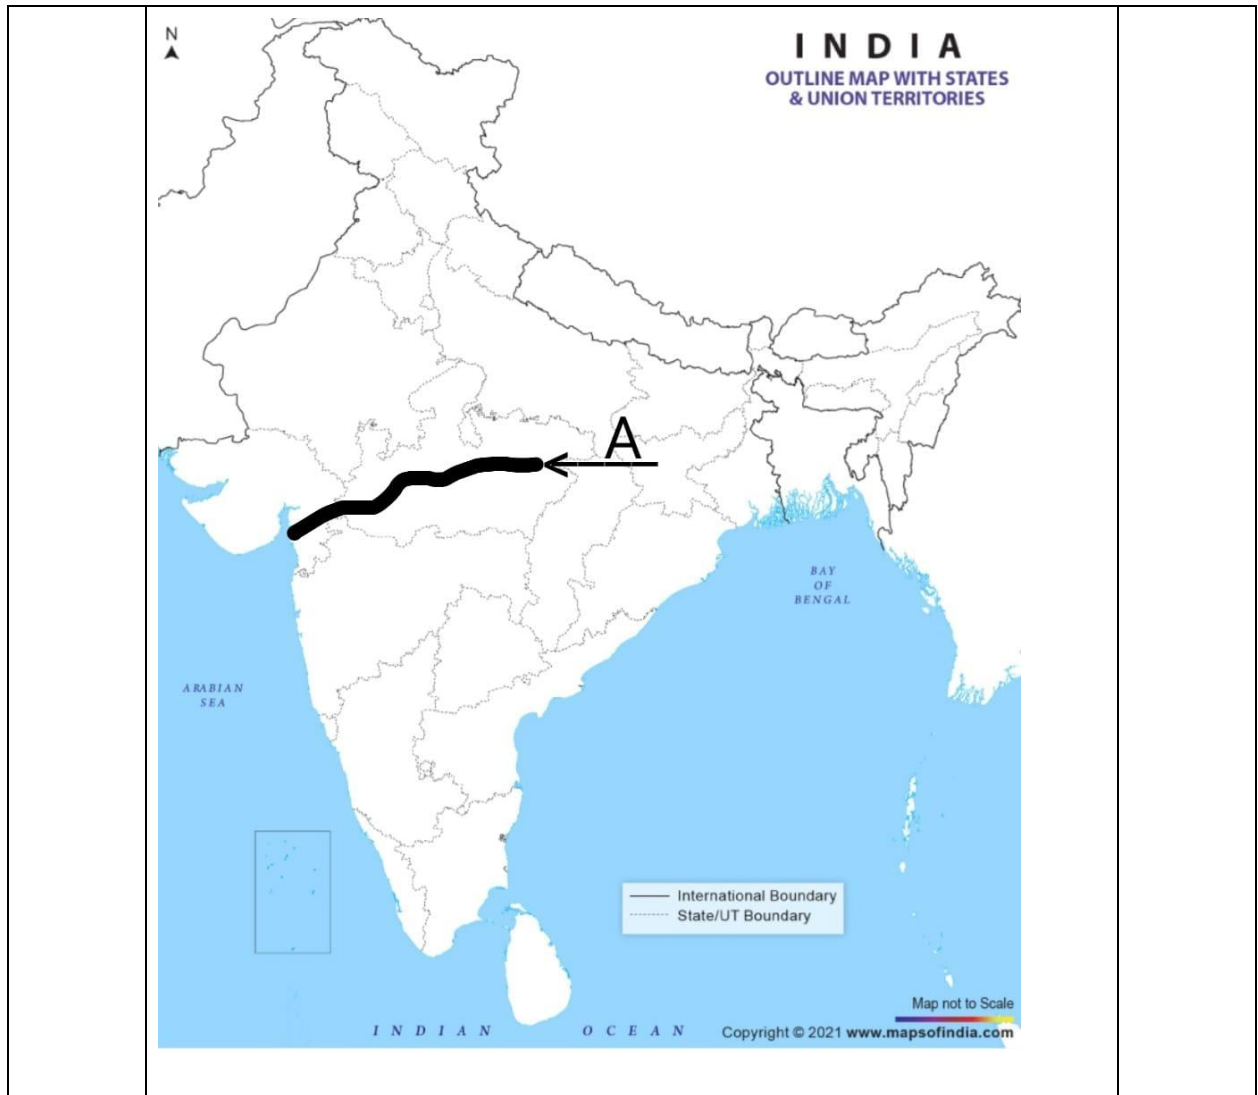 N
INDIA
OUTLINE MAP WITH STATES
& UNION TERRITORIES
A
BAY
OF
BENGAL
ARABIAN
SEA
International Boundary
State/UT Boundary
Map not to Scale
INDIAN OCEAN
Copyright © 2021 www.mapsofindia.com